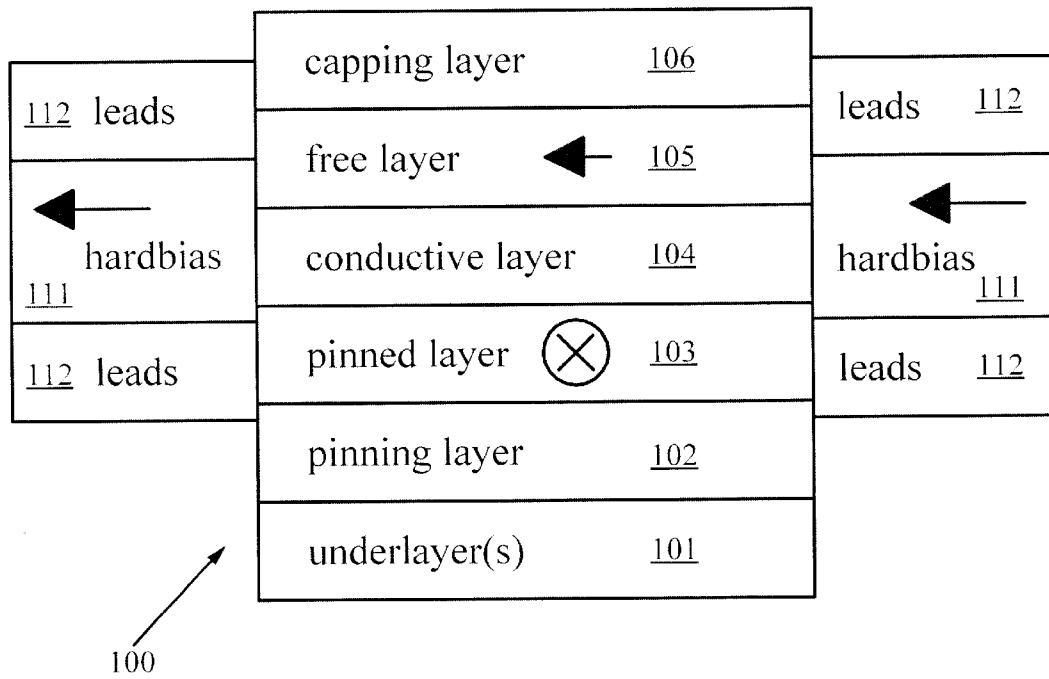 capping layer 106
112 leads
leads 112
free layer 105
hardbias
111
conductive layer 104
hardbias
111
pinned layer 103
112 leads
leads 112
pinning layer 102
underlayer(s) 101
100